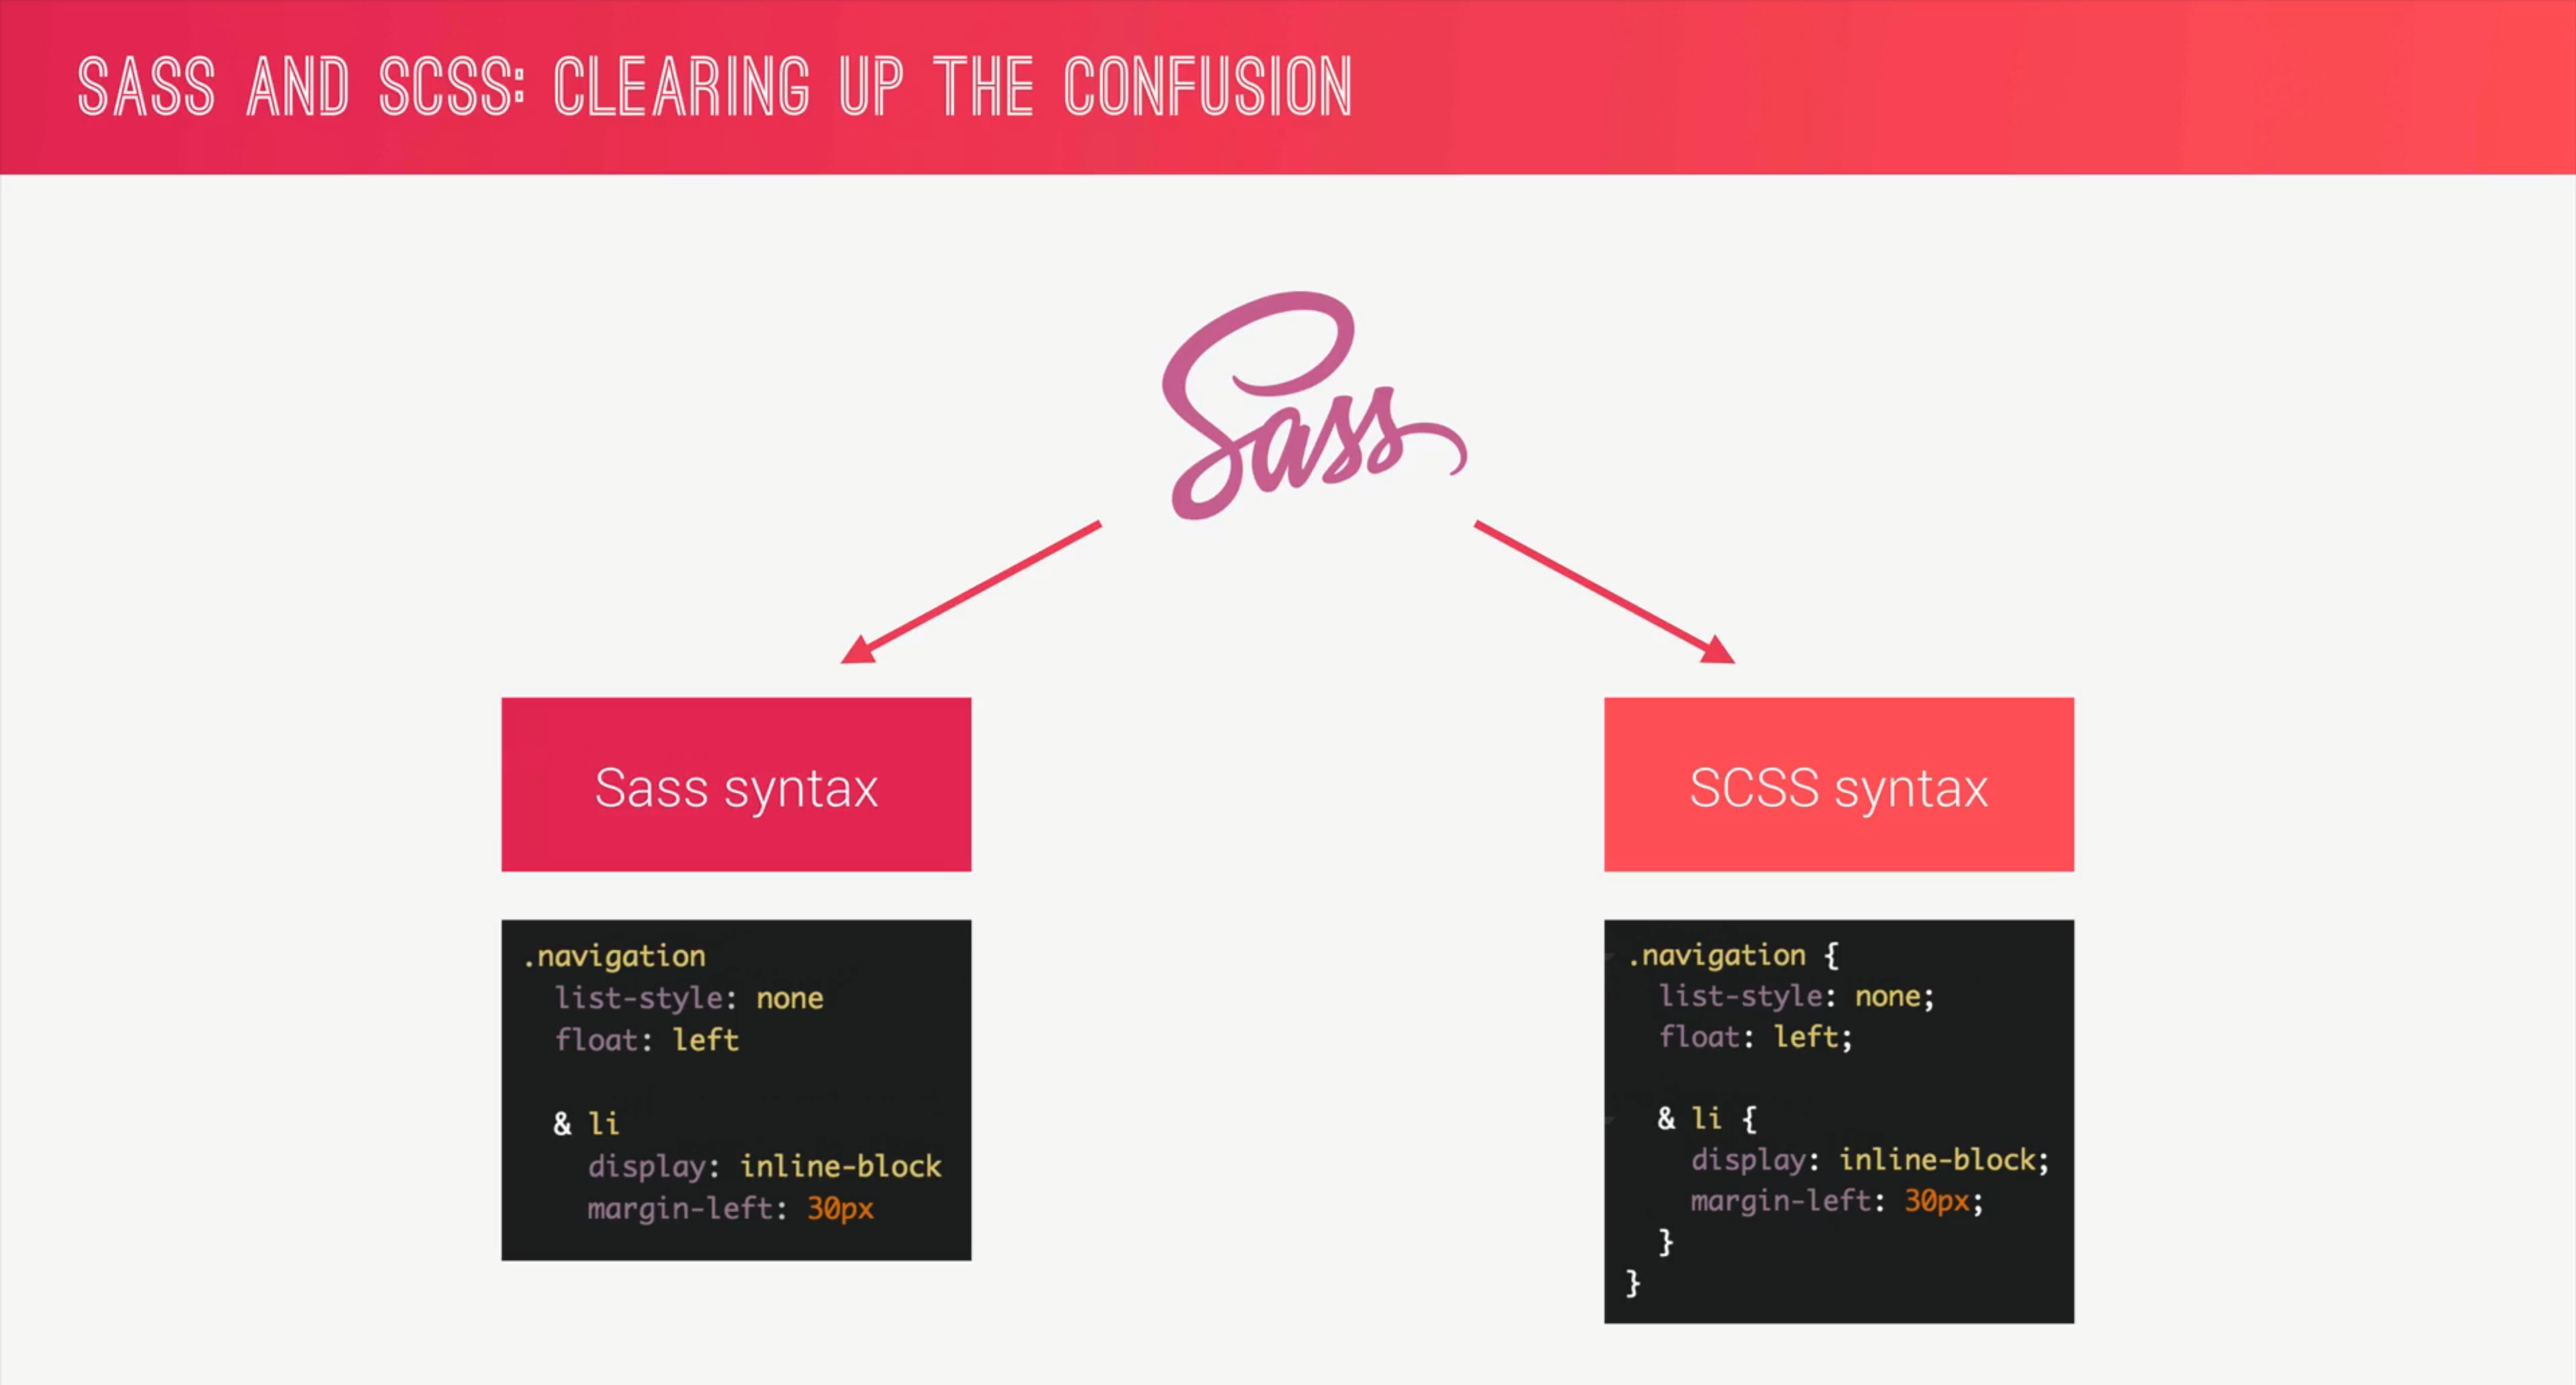 SASS AND SCSS: CLEARING UP THE CONFUSION
Sass
Sass syntax
.navigation
  list-style: none
  float: left

  & li
    display: inline-block
    margin-left: 30px
SCSS syntax
.navigation {
  list-style: none;
  float: left;

  & li {
    display: inline-block;
    margin-left: 30px;
  }
}